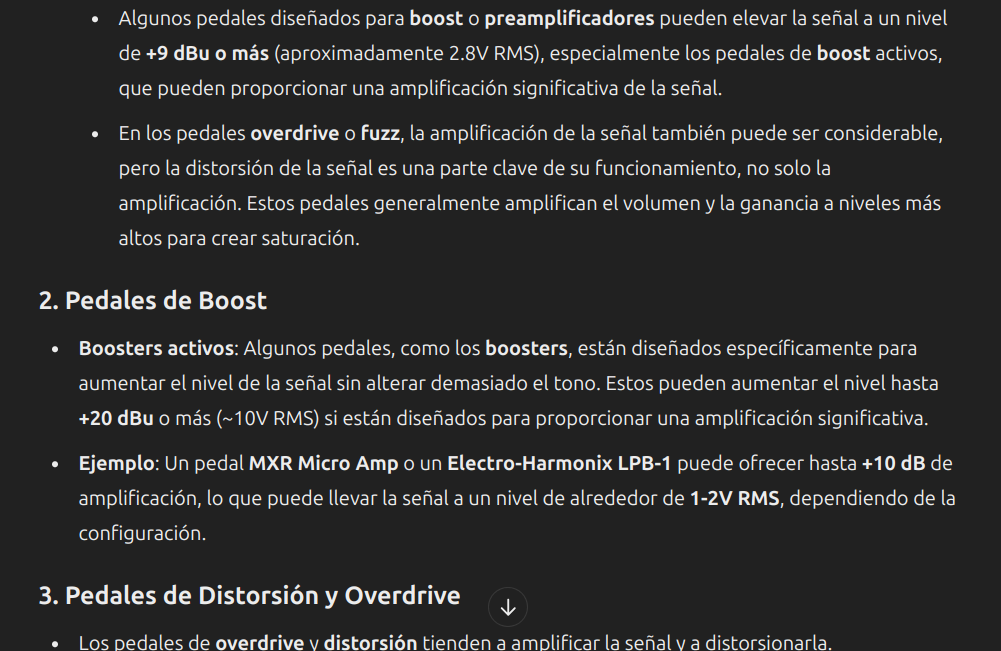 • Algunos pedales diseñados para boost o preamplificadores pueden elevar la señal a un nivel
de +9 dBu o más (aproximadamente 2.8V RMS), especialmente los pedales de boost activos,
que pueden proporcionar una amplificación significativa de la señal.
• En los pedales overdrive o fuzz, la amplificación de la señal también puede ser considerable,
pero la distorsión de la señal es una parte clave de su funcionamiento, no solo la
amplificación. Estos pedales generalmente amplifican el volumen y la ganancia a niveles más
altos para crear saturación.
2. Pedales de Boost
• Boosters activos: Algunos pedales, como los boosters, están diseñados específicamente para
aumentar el nivel de la señal sin alterar demasiado el tono. Estos pueden aumentar el nivel hasta
+20 dBu o más (~10V RMS) si están diseñados para proporcionar una amplificación significativa.
• Ejemplo: Un pedal MXR Micro Amp o un Electro-Harmonix LPB-1 puede ofrecer hasta +10 dB de
amplificación, lo que puede llevar la señal a un nivel de alrededor de 1-2V RMS, dependiendo de la
configuración.
3. Pedales de Distorsión y Overdrive
• Los pedales de overdrive y distorsión tienden a amplificar la señal y a distorsionarla.